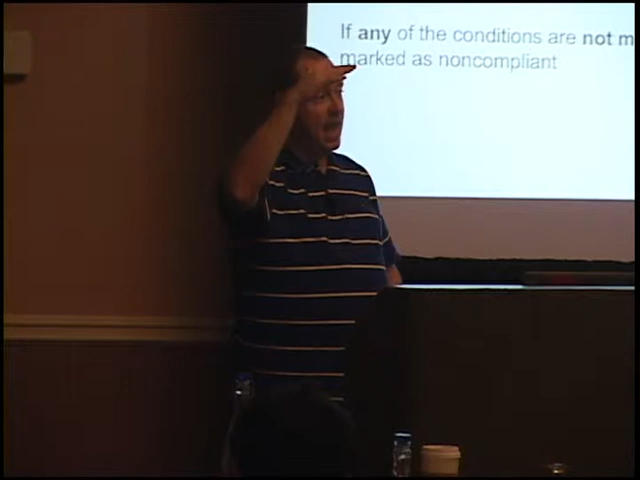 If any of the conditions are not m
marked as noncompliant